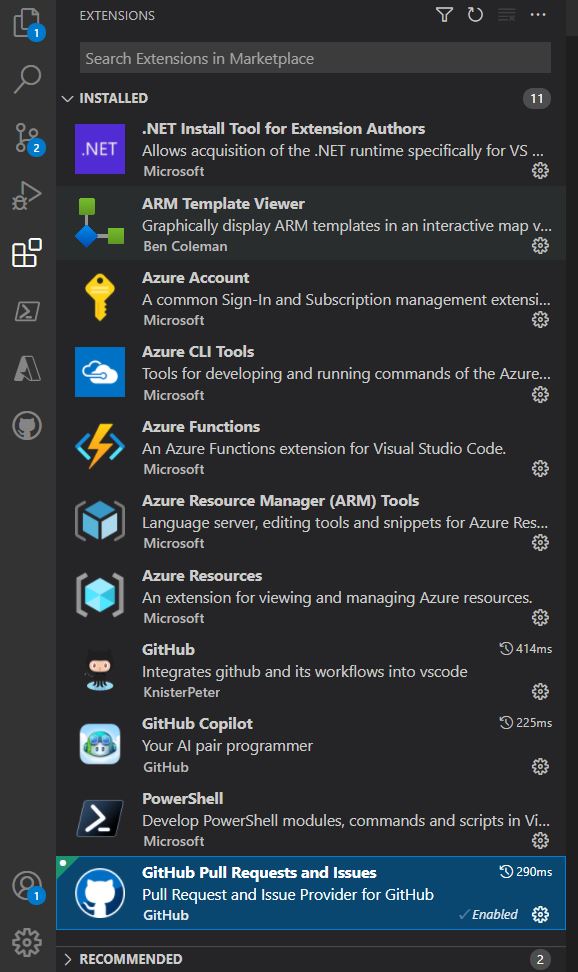 EXTENSIONS
1
Search Extensions in Marketplace
INSTALLED 11
.NET
.NET Install Tool for Extension Authors
Allows acquisition of the .NET runtime specifically for VS ...
Microsoft
2
ARM Template Viewer
Graphically display ARM templates in an interactive map v...
Ben Coleman
Azure Account
A common Sign-In and Subscription management extensi...
Microsoft
Azure CLI Tools
Tools for developing and running commands of the Azure...
Microsoft
Azure Functions
An Azure Functions extension for Visual Studio Code.
Microsoft
Azure Resource Manager (ARM) Tools
Language server, editing tools and snippets for Azure Res...
Microsoft
Azure Resources
An extension for viewing and managing Azure resources.
Microsoft
GitHub 414ms
Integrates github and its workflows into vscode
KnisterPeter
GitHub Copilot 225ms
Your AI pair programmer
GitHub
PowerShell
Develop PowerShell modules, commands and scripts in Vi...
Microsoft
GitHub Pull Requests and Issues 290ms
Pull Request and Issue Provider for GitHub
1
GitHub ✓Enabled
RECOMMENDED 2